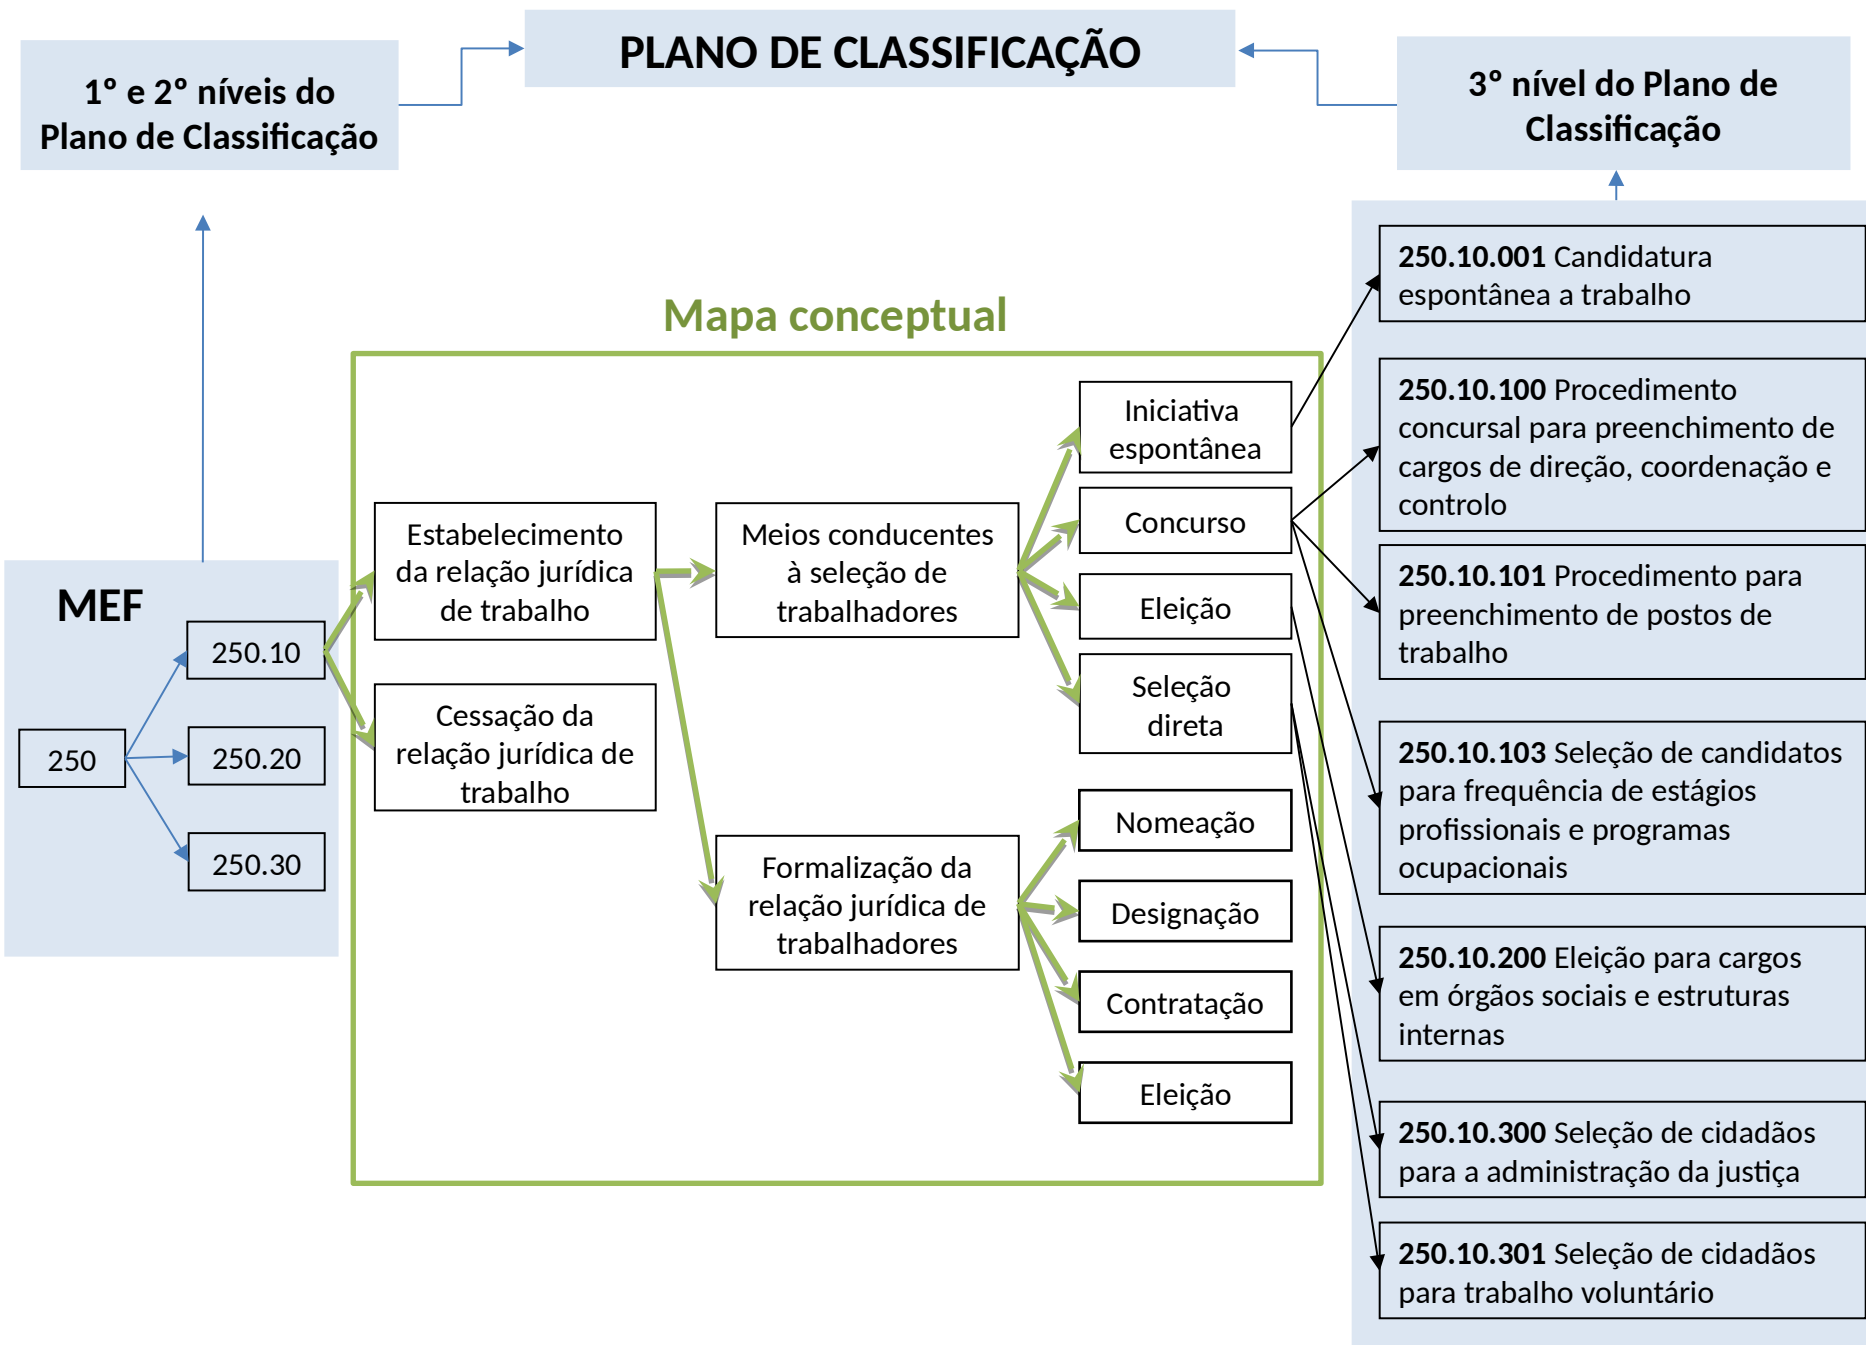 PLANO DE CLASSIFICAÇÃO
1º e 2º níveis do
Plano de Classificação
3º nível do Plano de
Classificação
Mapa conceptual
MEF
250
250.10
250.20
250.30
Estabelecimento
da relação jurídica
de trabalho
Cessação da
relação jurídica de
trabalho
Meios conducentes
à seleção de
trabalhadores
Formalização da
relação jurídica de
trabalhadores
Iniciativa
espontânea
Concurso
Eleição
Seleção
direta
Nomeação
Designação
Contratação
Eleição
250.10.001 Candidatura
espontânea a trabalho
250.10.100 Procedimento
concursal para preenchimento de
cargos de direção, coordenação e
controlo
250.10.101 Procedimento para
preenchimento de postos de
trabalho
250.10.103 Seleção de candidatos
para frequência de estágios
profissionais e programas
ocupacionais
250.10.200 Eleição para cargos
em órgãos sociais e estruturas
internas
250.10.300 Seleção de cidadãos
para a administração da justiça
250.10.301 Seleção de cidadãos
para trabalho voluntário